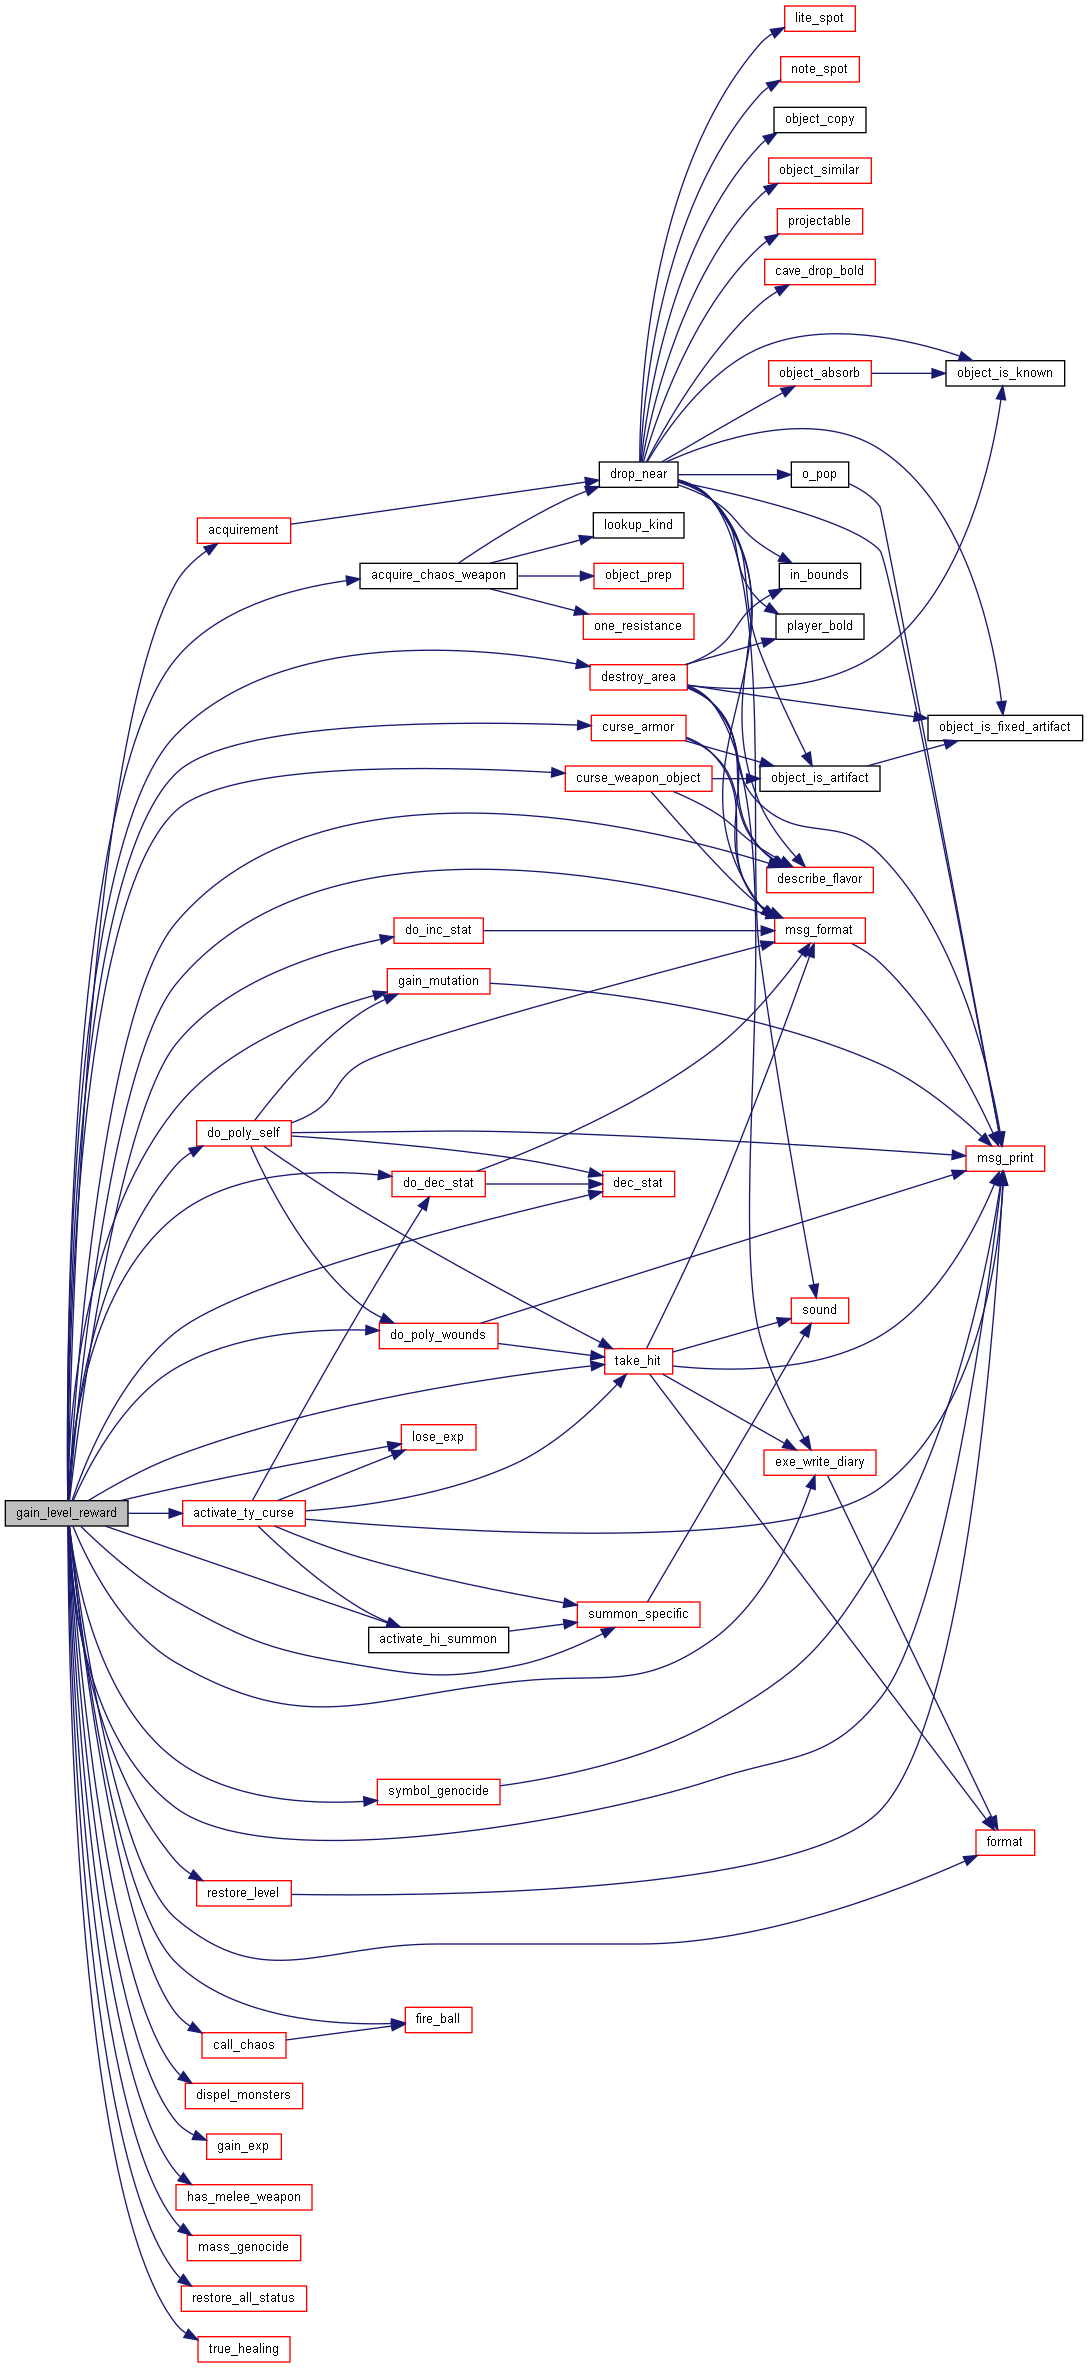 lite_spot
note_spot
object_copy
object_similar
projectable
cave_drop_bold
object_absorb
object_is_known
drop_near
o_pop
acquirement
lookup_kind
acquire_chaos_weapon
object_prep
in_bounds
one_resistance
player_bold
destroy_area
curse_armor
object_is_fixed_artifact
curse_weapon_object
object_is_artifact
describe_flavor
do_inc_stat
msg_format
gain_mutation
do_poly_self
msg_print
do_dec_stat
dec_stat
sound
do_poly_wounds
take_hit
lose_exp
exe_write_diary
gain_level_reward
activate_ty_curse
summon_specific
activate_hi_summon
symbol_genocide
format
restore_level
fire_ball
call_chaos
dispel_monsters
gain_exp
has_melee_weapon
mass_genocide
restore_all_status
true_healing